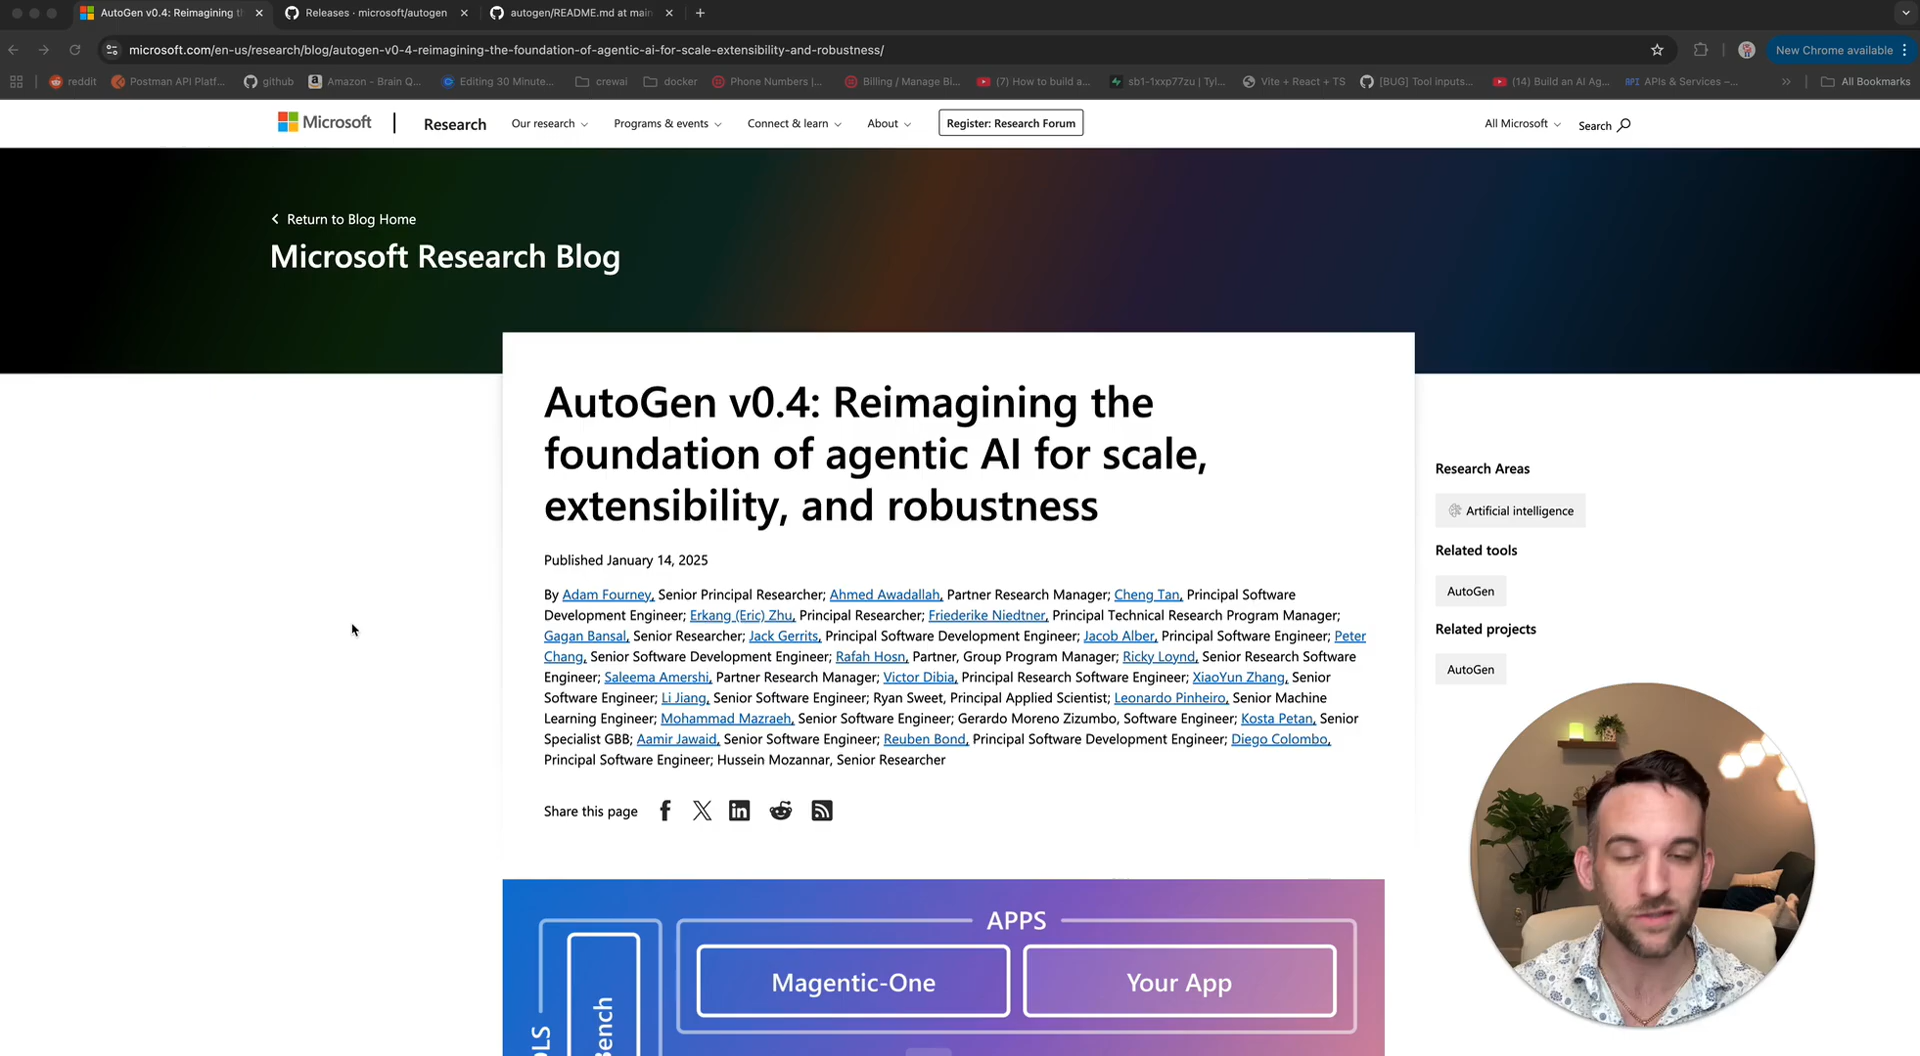 AutoGen v0.4: Reimagining th
Releases · microsoft/autogen
autogen/README.md at main
microsoft.com/en-us/research/blog/autogen-v0-4-reimagining-the-foundation-of-agentic-ai-for-scale-extensibility-and-robustness/
New Chrome available
reddit
Postman API Platf...
github
Amazon - Brain Q...
Editing 30 Minute...
crewai
docker
Phone Numbers |...
Billing / Manage Bi...
(7) How to build a...
sb1-1xxp77zu | Tyl...
Vite + React + TS
[BUG] Tool inputs...
(14) Build an AI Ag...
API APIs & Services –...
All Bookmarks
Microsoft
Research
Our research
Programs & events
Connect & learn
About
Register: Research Forum
All Microsoft
Search
Return to Blog Home
Microsoft Research Blog
AutoGen v0.4: Reimagining the
foundation of agentic AI for scale,
extensibility, and robustness
Published January 14, 2025
By Adam Fourney, Senior Principal Researcher; Ahmed Awadallah, Partner Research Manager; Cheng Tan, Principal Software
Development Engineer; Erkang (Eric) Zhu, Principal Researcher; Friederike Niedtner, Principal Technical Research Program Manager;
Gagan Bansal, Senior Researcher; Jack Gerrits, Principal Software Development Engineer; Jacob Alber, Principal Software Engineer; Peter
Chang, Senior Software Development Engineer; Rafah Hosn, Partner, Group Program Manager; Ricky Loynd, Senior Research Software
Engineer; Saleema Amershi, Partner Research Manager; Victor Dibia, Principal Research Software Engineer; XiaoYun Zhang, Senior
Software Engineer; Li Jiang, Senior Software Engineer; Ryan Sweet, Principal Applied Scientist; Leonardo Pinheiro, Senior Machine
Learning Engineer; Mohammad Mazraeh, Senior Software Engineer; Gerardo Moreno Zizumbo, Software Engineer; Kosta Petan, Senior
Specialist GBB; Aamir Jawaid, Senior Software Engineer; Reuben Bond, Principal Software Development Engineer; Diego Colombo,
Principal Software Engineer; Hussein Mozannar, Senior Researcher
Share this page
Research Areas
Artificial intelligence
Related tools
AutoGen
Related projects
AutoGen
APPS
Magentic-One
Your App
OLS
Bench